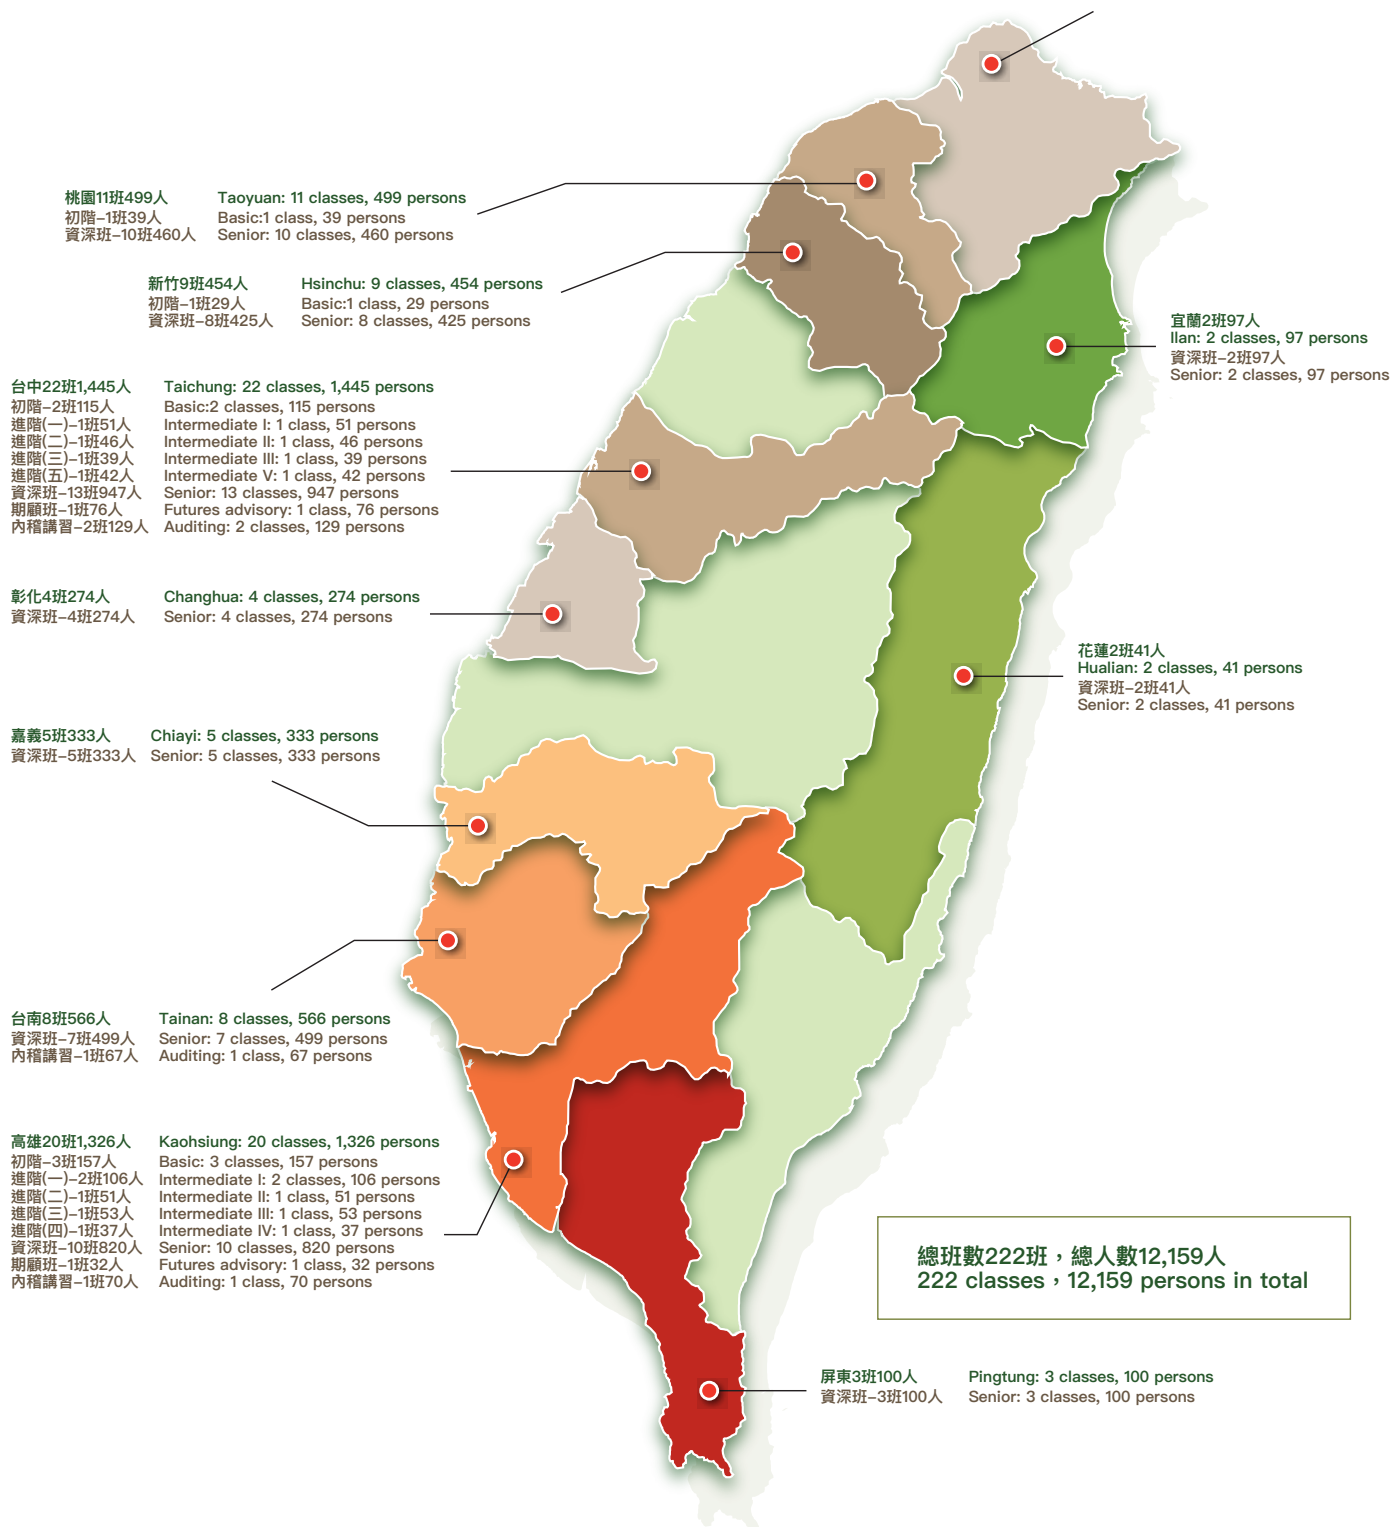 桃園11班499人 Taoyuan: 11 classes, 499 persons
初階–1班39人 Basic:1 class, 39 persons
資深班–10班460人 Senior: 10 classes, 460 persons
新竹9班454人 Hsinchu: 9 classes, 454 persons
初階–1班29人 Basic:1 class, 29 persons
資深班–8班425人 Senior: 8 classes, 425 persons
宜蘭2班97人
Ilan: 2 classes, 97 persons
資深班–2班97人
Senior: 2 classes, 97 persons
台中22班1,445人 Taichung: 22 classes, 1,445 persons
初階–2班115人 Basic:2 classes, 115 persons
進階(一)–1班51人 Intermediate I: 1 class, 51 persons
進階(二)–1班46人 Intermediate II: 1 class, 46 persons
進階(三)–1班39人 Intermediate III: 1 class, 39 persons
進階(五)–1班42人 Intermediate V: 1 class, 42 persons
資深班–13班947人 Senior: 13 classes, 947 persons
期顧班–1班76人 Futures advisory: 1 class, 76 persons
內稽講習–2班129人 Auditing: 2 classes, 129 persons
彰化4班274人 Changhua: 4 classes, 274 persons
資深班–4班274人 Senior: 4 classes, 274 persons
花蓮2班41人
Hualian: 2 classes, 41 persons
資深班–2班41人
Senior: 2 classes, 41 persons
嘉義5班333人 Chiayi: 5 classes, 333 persons
資深班–5班333人 Senior: 5 classes, 333 persons
台南8班566人 Tainan: 8 classes, 566 persons
資深班–7班499人 Senior: 7 classes, 499 persons
內稽講習–1班67人 Auditing: 1 class, 67 persons
高雄20班1,326人 Kaohsiung: 20 classes, 1,326 persons
初階–3班157人 Basic: 3 classes, 157 persons
進階(一)–2班106人 Intermediate I: 2 classes, 106 persons
進階(二)–1班51人 Intermediate II: 1 class, 51 persons
進階(三)–1班53人 Intermediate III: 1 class, 53 persons
進階(四)–1班37人 Intermediate IV: 1 class, 37 persons
資深班–10班820人 Senior: 10 classes, 820 persons
期顧班–1班32人 Futures advisory: 1 class, 32 persons
內稽講習–1班70人 Auditing: 1 class, 70 persons
總班數222班，總人數12,159人
222 classes，12,159 persons in total
屏東3班100人 Pingtung: 3 classes, 100 persons
資深班–3班100人 Senior: 3 classes, 100 persons